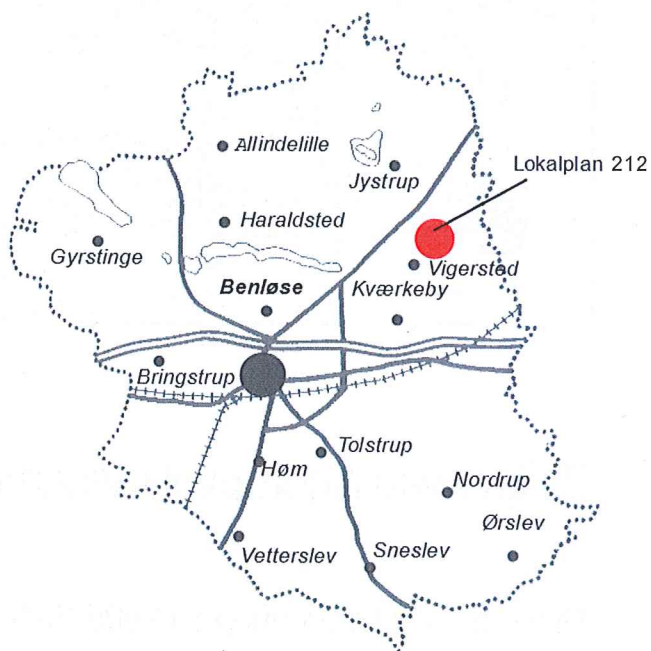 Allindelille
Jystrup
Lokalplan 212
Haraldsted
Gyrstinge
Vigersted
Benløse
Kværkeby
Bringstrup
Tolstrup
Høm
Nordrup
Ørslev
Vetterslev
Sneslev